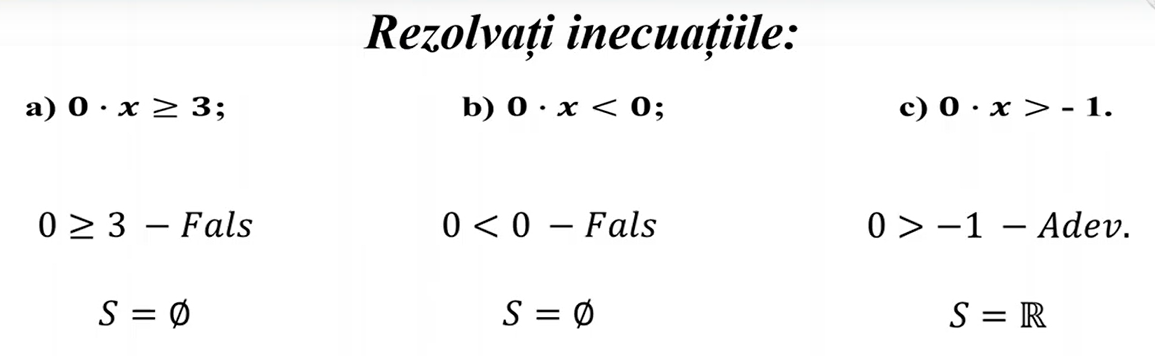 Rezolvați inecuațiile:
a) 0 · x ≥ 3; b) 0 · x < 0; c) 0 · x > - 1.
0 ≥ 3 − Fals 0 < 0 − Fals 0 > −1 − Adev.
S = ∅ S = ∅ S = ℝ